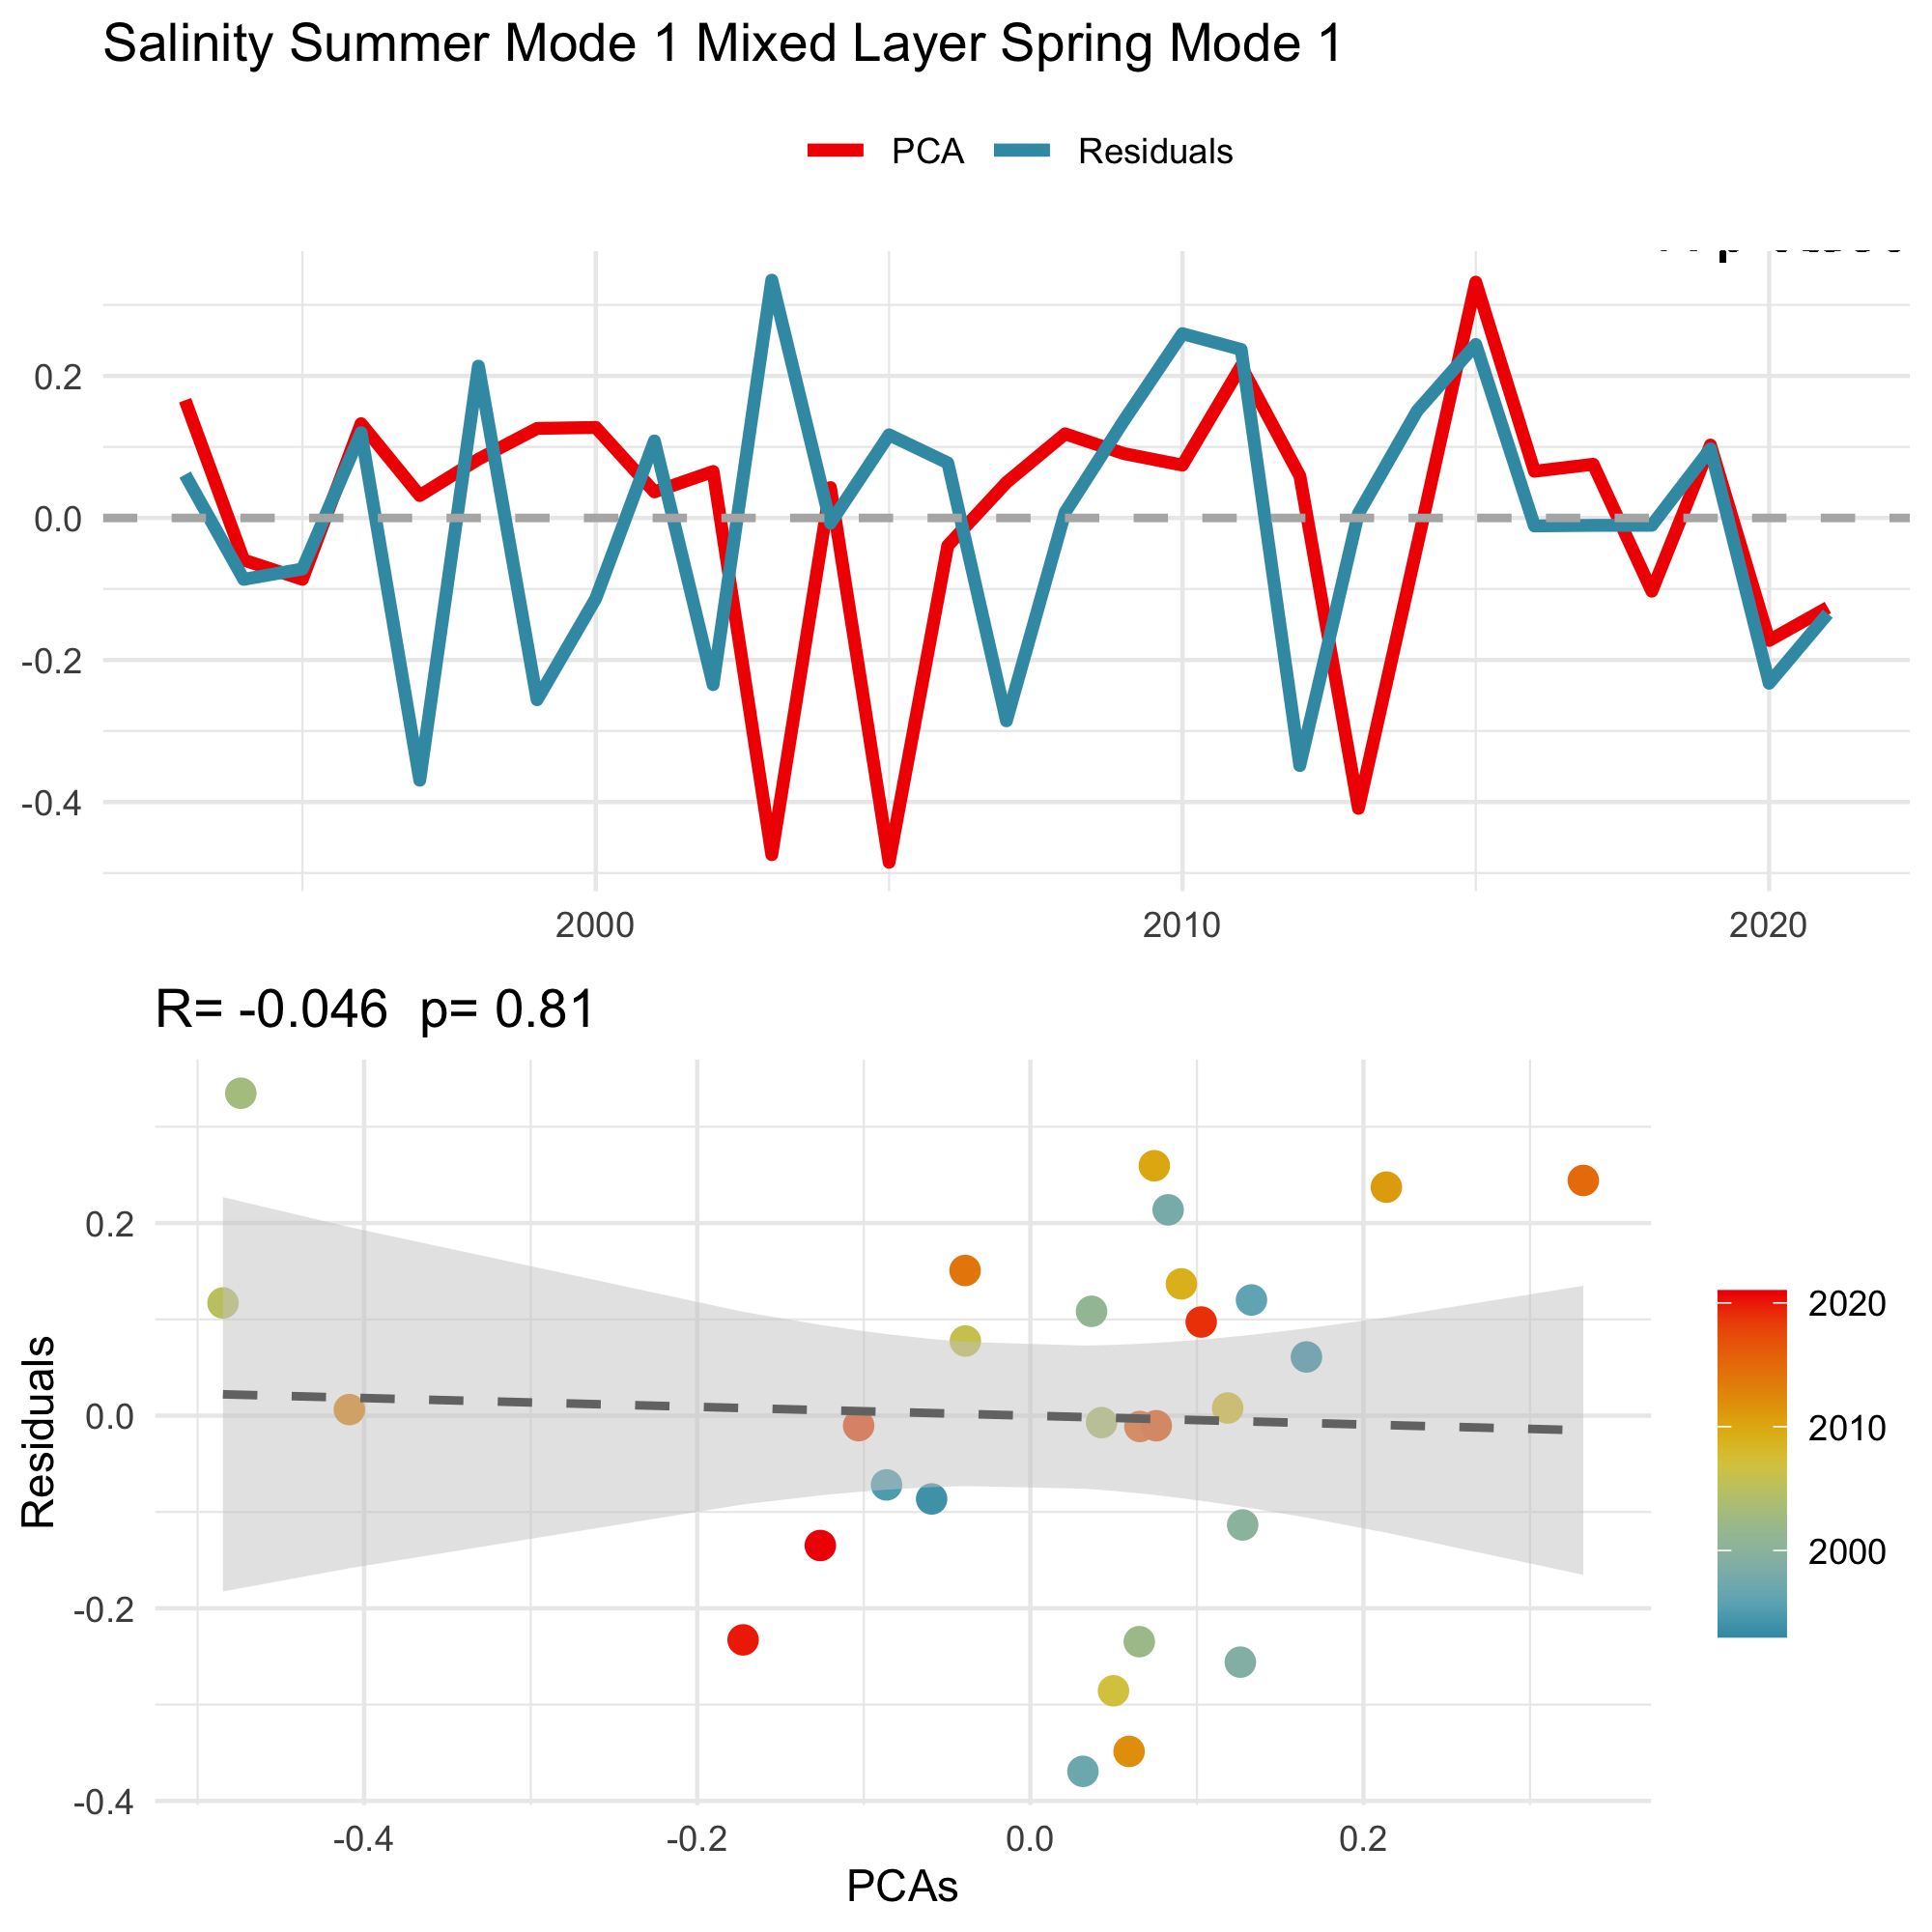 Salinity Summer Mode 1 Mixed Layer Spring Mode 1
PCA Residuals
0.2
0.0
-0.2
-0.4
2000 2010 2020
R= -0.046 p= 0.81
Residuals
0.2
0.0
-0.2
-0.4
-0.4 -0.2 0.0 0.2
PCAs
2020
2010
2000